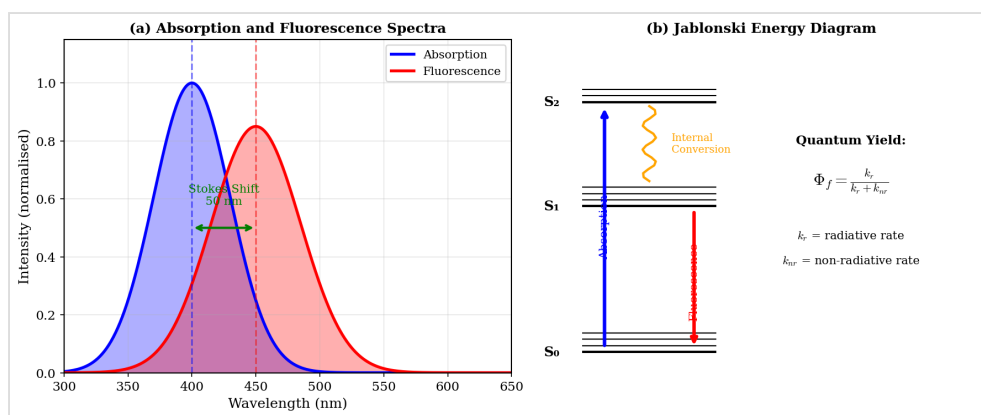 (a) Absorption and Fluorescence Spectra
Intensity (normalised)
1.0
0.8
0.6
0.4
0.2
0.0
Absorption
Fluorescence
Stokes Shift
50 nm
300 350 400 450 500 550 600 650
Wavelength (nm)
(b) Jablonski Energy Diagram
S₂
S₁
S₀
Absorption
Internal
Conversion
Fluorescence
Quantum Yield:
Φ_f = k_r / (k_r + k_nr)
k_r = radiative rate
k_nr = non-radiative rate